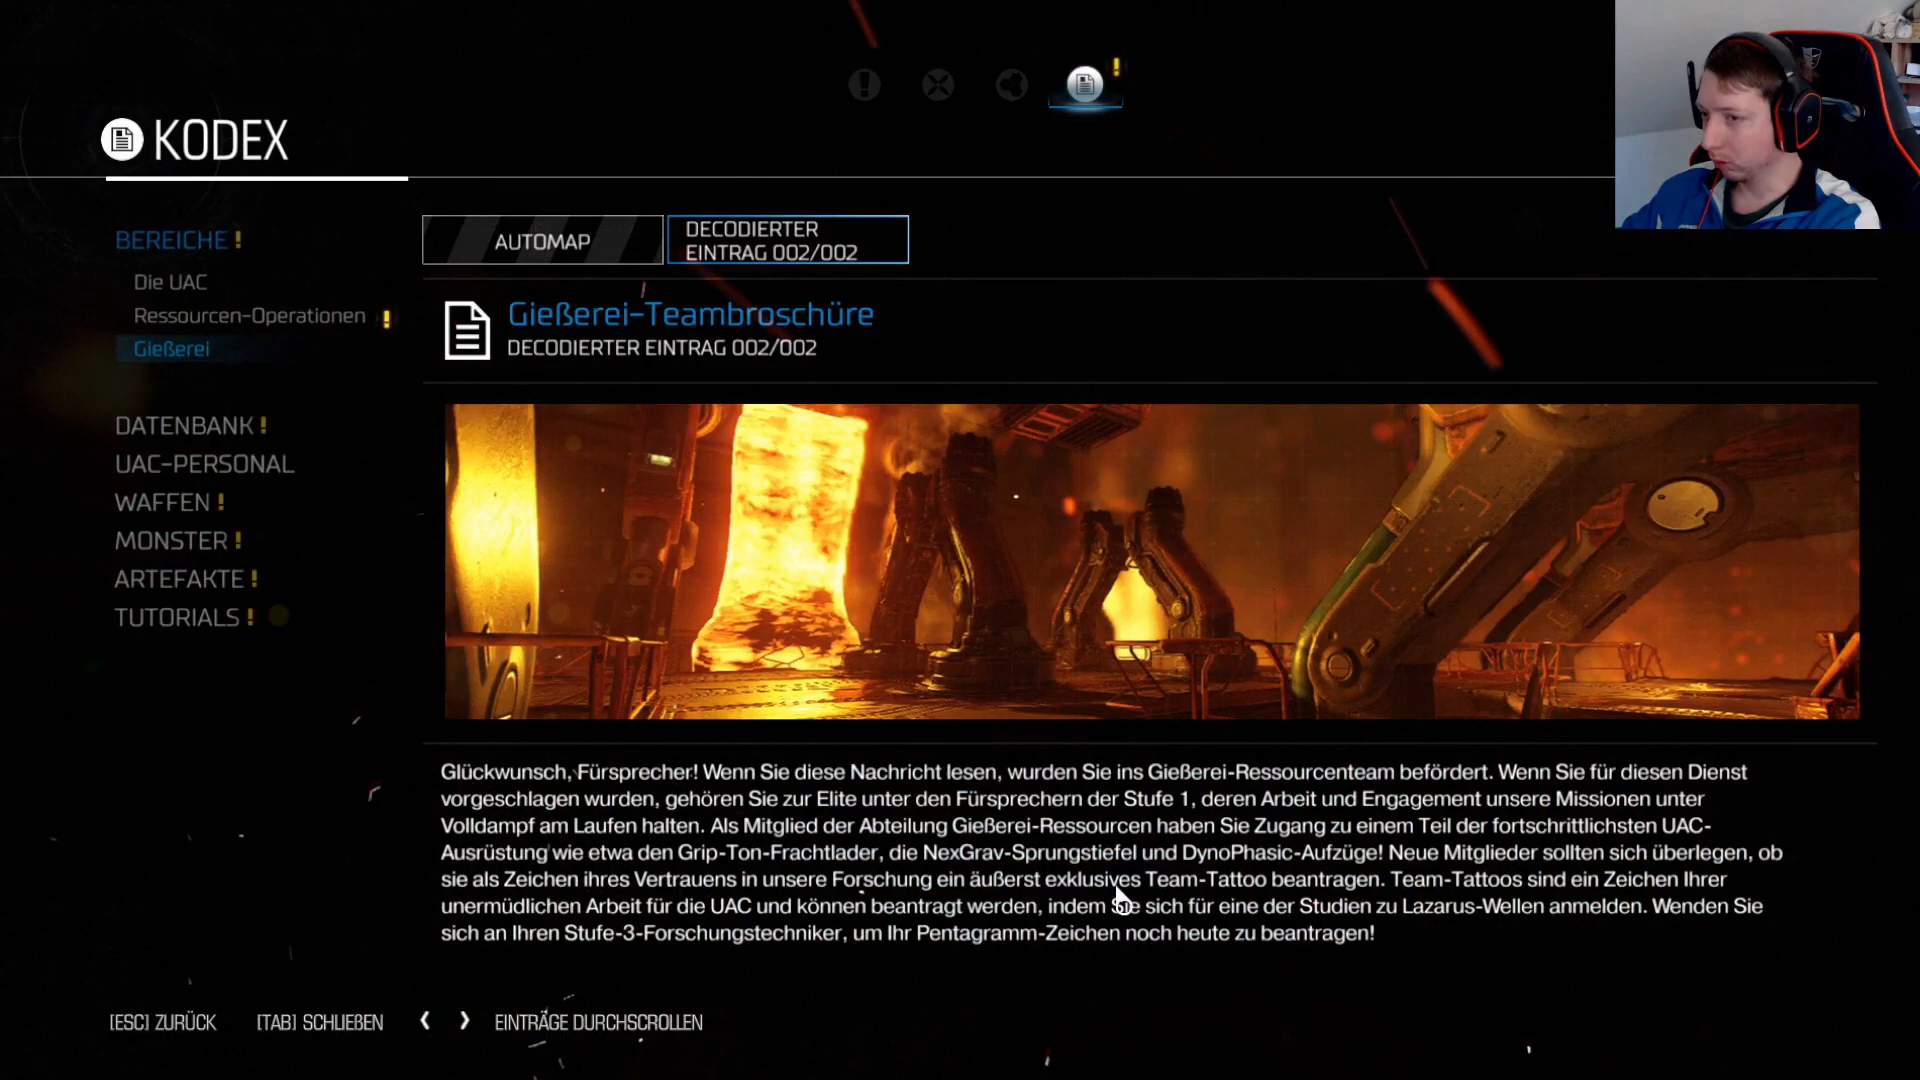 KODEX
BEREICHE !
Die UAC
Ressourcen-Operationen !
Gießerei
DATENBANK !
UAC-PERSONAL
WAFFEN !
MONSTER !
ARTEFAKTE !
TUTORIALS !
AUTOMAP
DECODIERTER
EINTRAG 002/002
Gießerei-Teambroschüre
DECODIERTER EINTRAG 002/002
Glückwunsch, Fürsprecher! Wenn Sie diese Nachricht lesen, wurden Sie ins Gießerei-Ressourcenteam befördert. Wenn Sie für diesen Dienst
vorgeschlagen wurden, gehören Sie zur Elite unter den Fürsprechern der Stufe 1, deren Arbeit und Engagement unsere Missionen unter
Volldampf am Laufen halten. Als Mitglied der Abteilung Gießerei-Ressourcen haben Sie Zugang zu einem Teil der fortschrittlichsten UAC-
Ausrüstung wie etwa den Grip-Ton-Frachtlader, die NexGrav-Sprungstiefel und DynoPhasic-Aufzüge! Neue Mitglieder sollten sich überlegen, ob
sie als Zeichen ihres Vertrauens in unsere Forschung ein äußerst exklusives Team-Tattoo beantragen. Team-Tattoos sind ein Zeichen Ihrer
unermüdlichen Arbeit für die UAC und können beantragt werden, indem Sie sich für eine der Studien zu Lazarus-Wellen anmelden. Wenden Sie
sich an Ihren Stufe-3-Forschungstechniker, um Ihr Pentagramm-Zeichen noch heute zu beantragen!
[ESC] ZURÜCK [TAB] SCHLIEßEN < > EINTRÄGE DURCHSCROLLEN